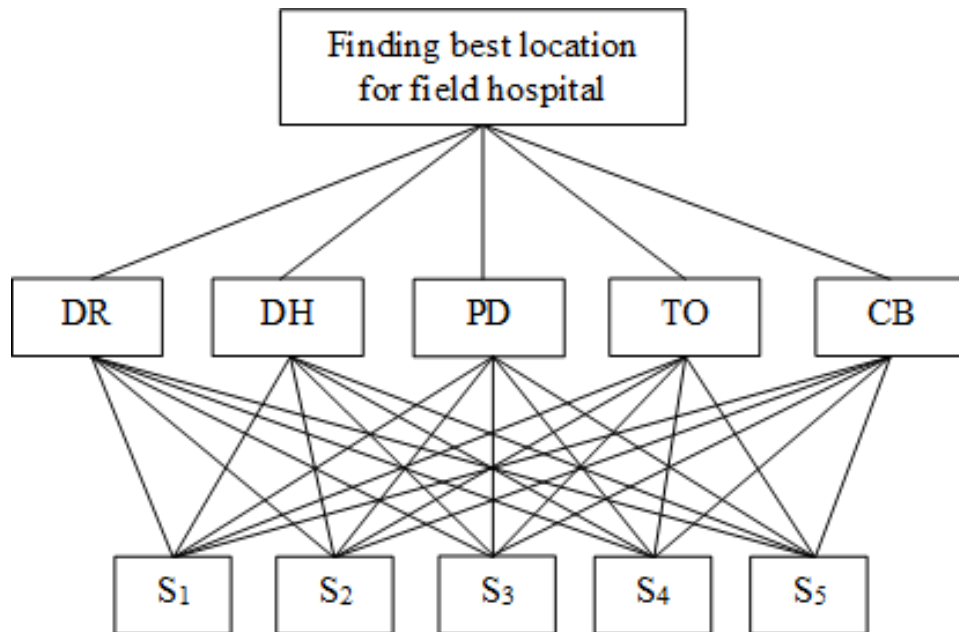 Finding best location
for field hospital
DR DH PD TO CB
S₁ S₂ S₃ S₄ S₅